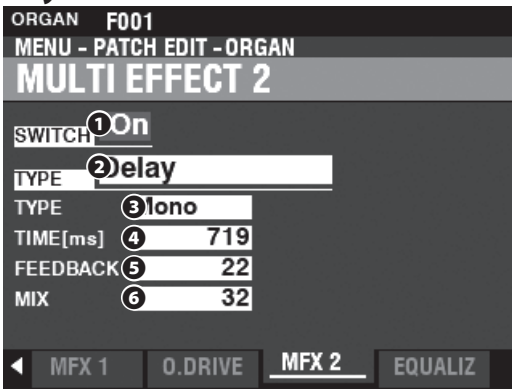 ORGAN F001
MENU - PATCH EDIT - ORGAN
MULTI EFFECT 2
SWITCH 1 On
TYPE 2 Delay
TYPE 3 Mono
TIME[ms] 4 719
FEEDBACK 5 22
MIX 6 32
MFX 1 O.DRIVE MFX 2 EQUALIZ